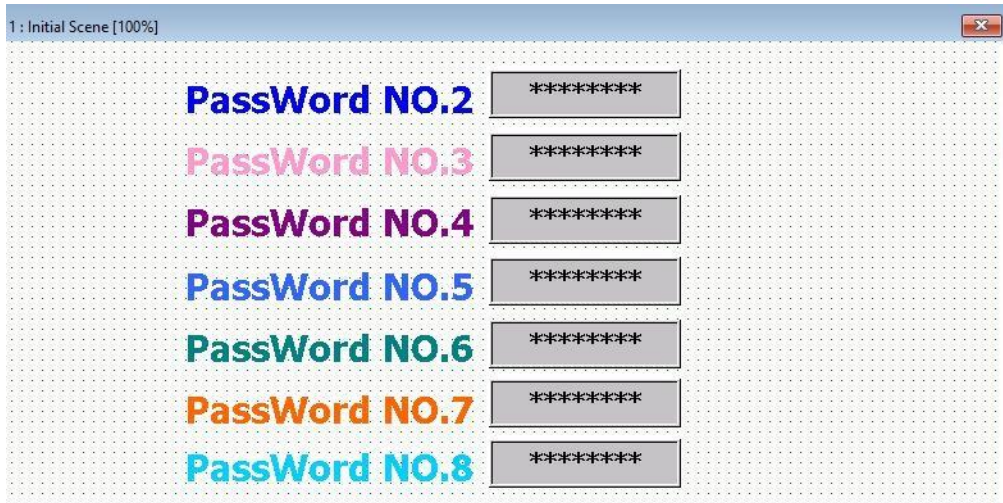 1 : Initial Scene [100%]
PassWord NO.2 ********
PassWord NO.3 ********
PassWord NO.4 ********
PassWord NO.5 ********
PassWord NO.6 ********
PassWord NO.7 ********
PassWord NO.8 ********